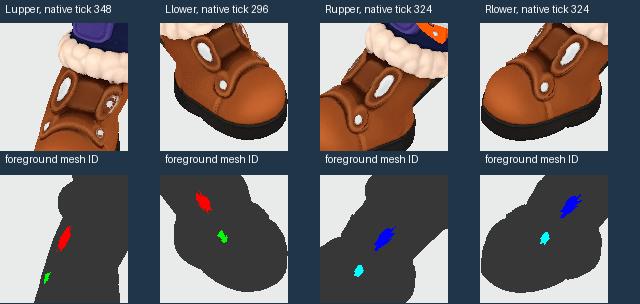 Lupper, native tick 348
Llower, native tick 296
Rupper, native tick 324
Rlower, native tick 324
foreground mesh ID
foreground mesh ID
foreground mesh ID
foreground mesh ID